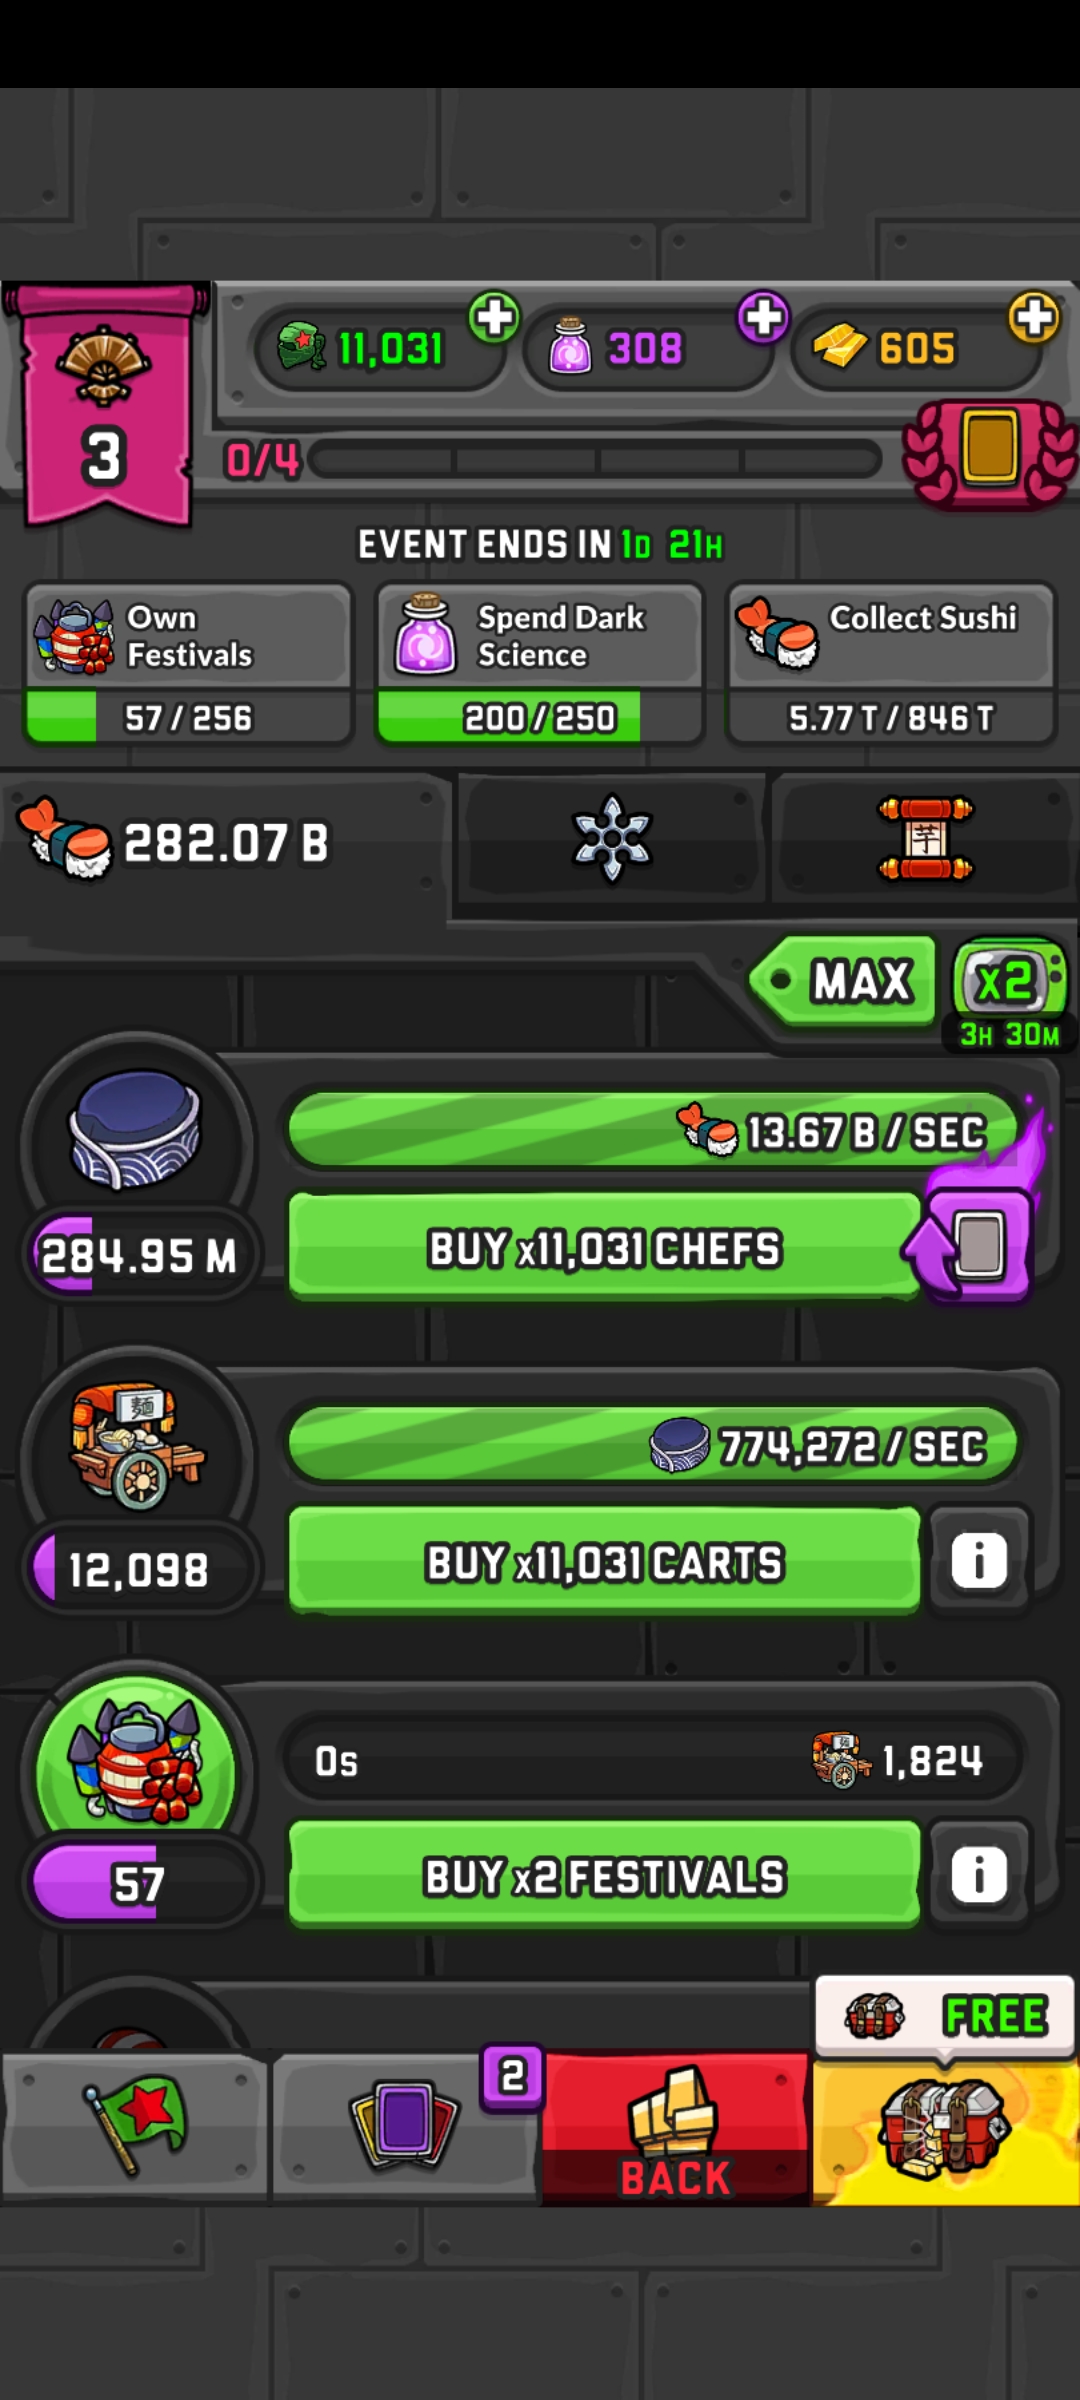 11,031
308
605
3
0/4
EVENT ENDS IN 1D 21H
Own
Festivals
57 / 256
Spend Dark
Science
200 / 250
Collect Sushi
5.77 T / 846 T
282.07 B
芋
MAX
x2
3H 30M
13.67 B / SEC
284.95 M
BUY x11,031 CHEFS
麺
774,272 / SEC
12,098
BUY x11,031 CARTS
0s
1,824
57
BUY x2 FESTIVALS
FREE
2
BACK